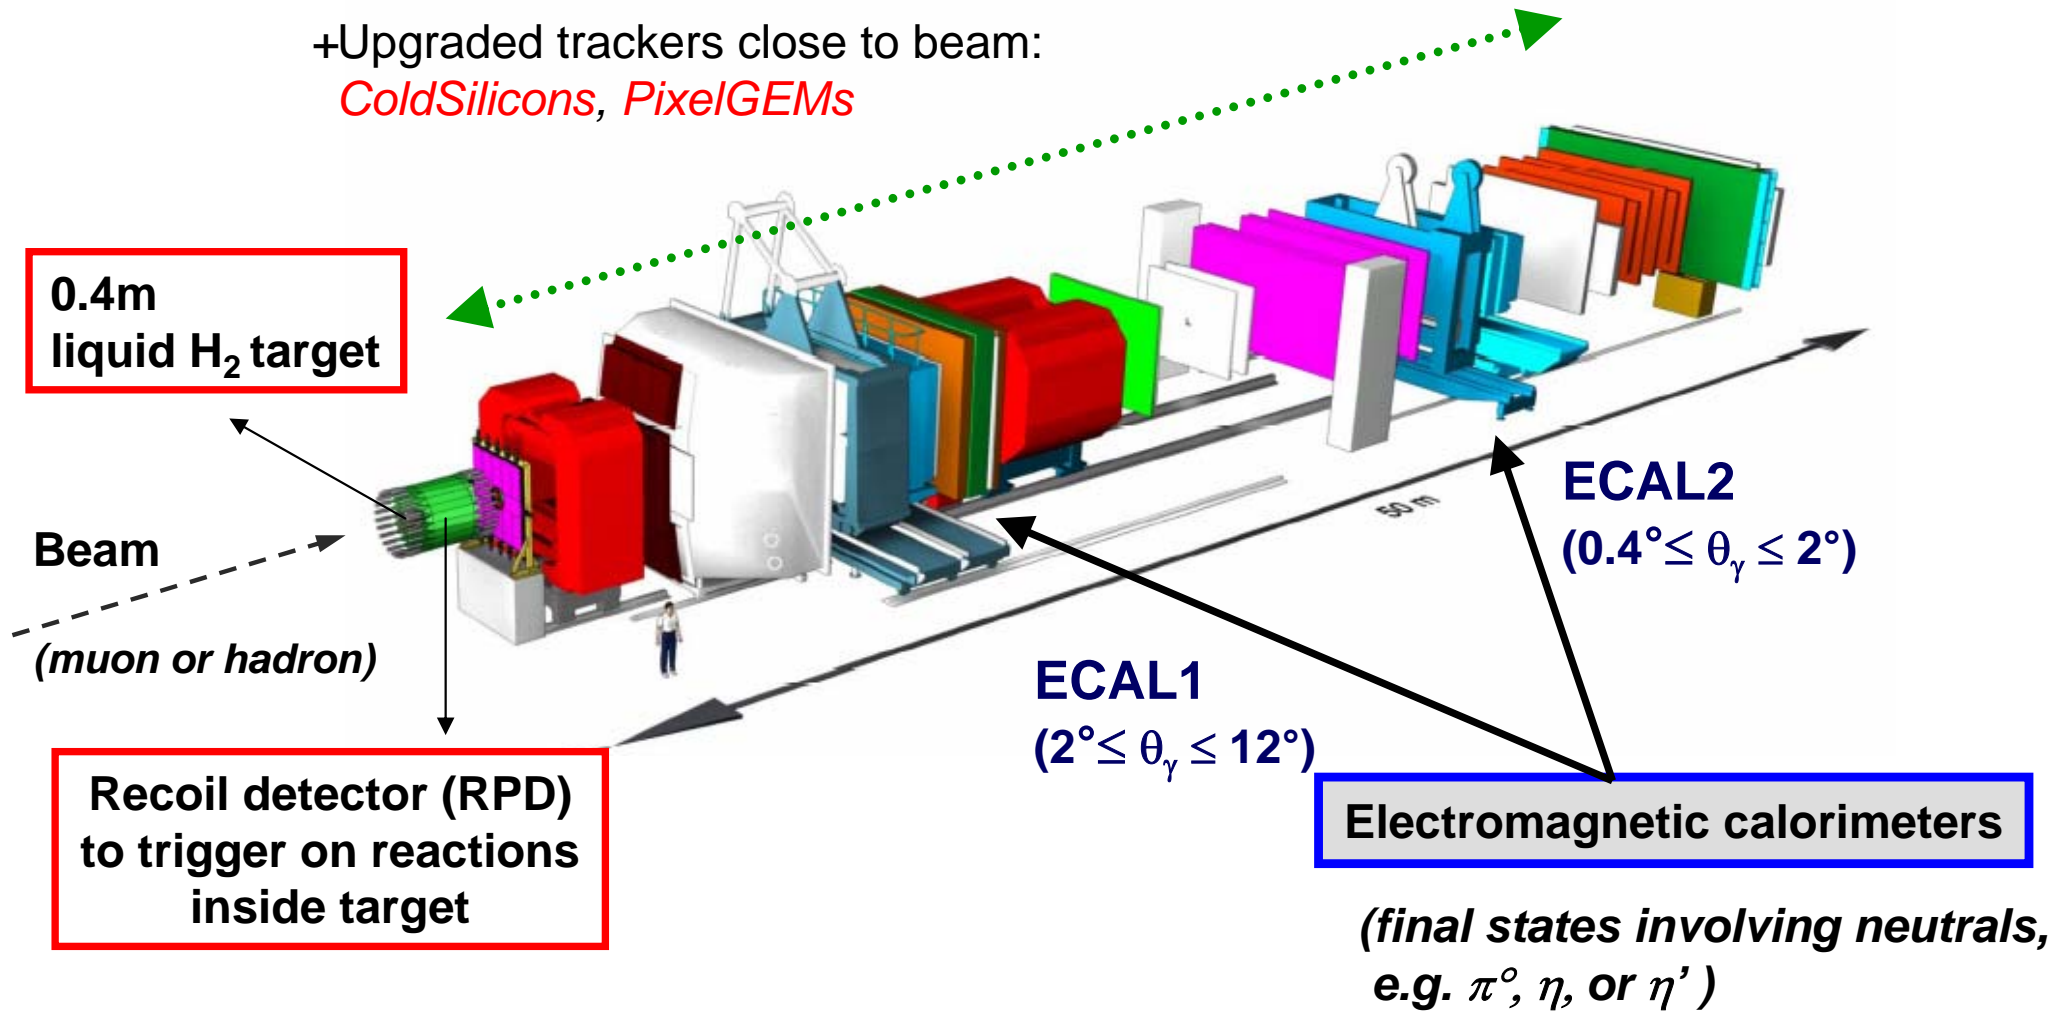 +Upgraded trackers close to beam:
ColdSilicons, PixelGEMs
0.4m
liquid H₂ target
Beam
(muon or hadron)
Recoil detector (RPD)
to trigger on reactions
inside target
50 m
ECAL2
(0.4°≤ θᵧ ≤ 2°)
ECAL1
(2°≤ θᵧ ≤ 12°)
Electromagnetic calorimeters
(final states involving neutrals,
e.g. π°, η, or η’ )